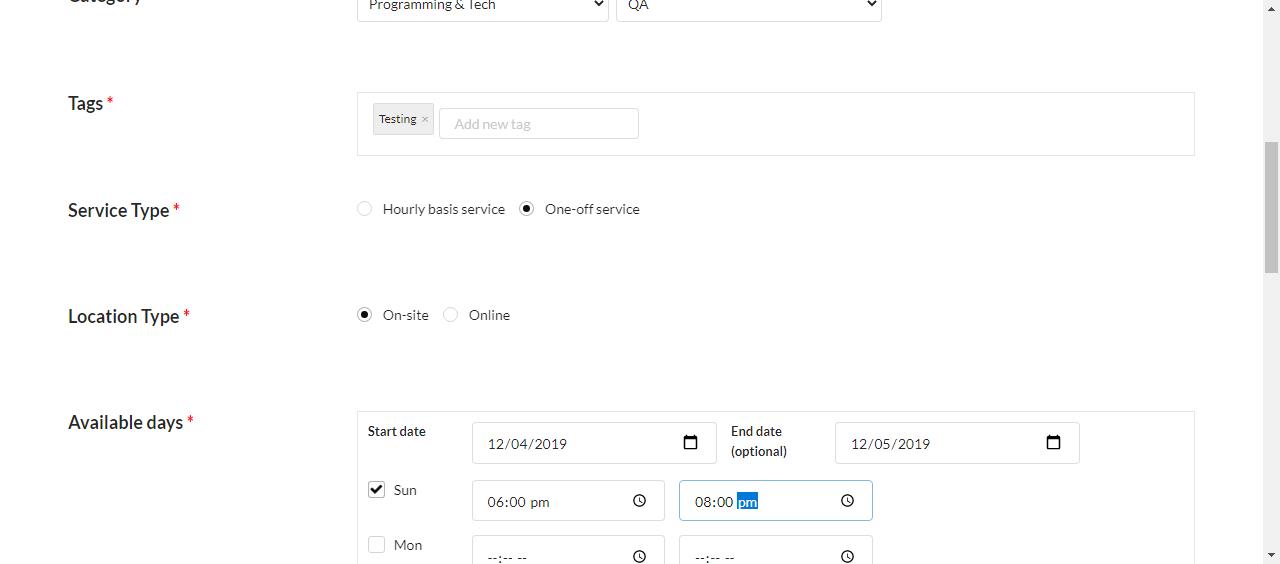 Category
Programming & Tech QA
Tags *
Testing × Add new tag
Service Type *
Hourly basis service One-off service
Location Type *
On-site Online
Available days *
Start date 12/04/2019 End date (optional) 12/05/2019
Sun 06:00 pm 08:00 pm
Mon --:-- -- --:-- --